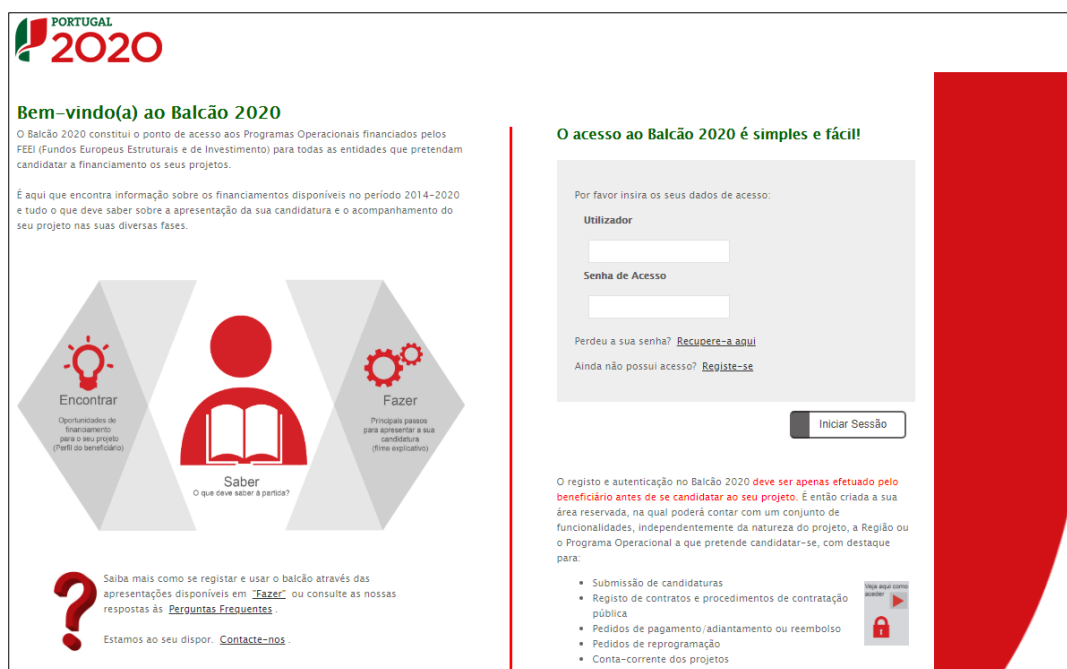 PORTUGAL
2020
Bem-vindo(a) ao Balcão 2020
O Balcão 2020 constitui o ponto de acesso aos Programas Operacionais financiados pelos
FEEI (Fundos Europeus Estruturais e de Investimento) para todas as entidades que pretendam
candidatar a financiamento os seus projetos.
É aqui que encontra informação sobre os financiamentos disponíveis no período 2014-2020
e tudo o que deve saber sobre a apresentação da sua candidatura e o acompanhamento do
seu projeto nas suas diversas fases.
Encontrar
Oportunidades de
financiamento
para o seu projeto
(Perfil do beneficiário)
Saber
O que deve saber à partida?
Fazer
Principais passos
para apresentar a sua
candidatura
(filme explicativo)
Saiba mais como se registar e usar o balcão através das
apresentações disponíveis em "Fazer" ou consulte as nossas
respostas às Perguntas Frequentes .
Estamos ao seu dispor. Contacte-nos .
O acesso ao Balcão 2020 é simples e fácil!
Por favor insira os seus dados de acesso:
Utilizador
Senha de Acesso
Perdeu a sua senha? Recupere-a aqui
Ainda não possui acesso? Registe-se
Iniciar Sessão
O registo e autenticação no Balcão 2020 deve ser apenas efetuado pelo
beneficiário antes de se candidatar ao seu projeto. É então criada a sua
área reservada, na qual poderá contar com um conjunto de
funcionalidades, independentemente da natureza do projeto, a Região ou
o Programa Operacional a que pretende candidatar-se, com destaque
para:
• Submissão de candidaturas
• Registo de contratos e procedimentos de contratação
pública
• Pedidos de pagamento/adiantamento ou reembolso
• Pedidos de reprogramação
• Conta-corrente dos projetos
Veja aqui como
aceder